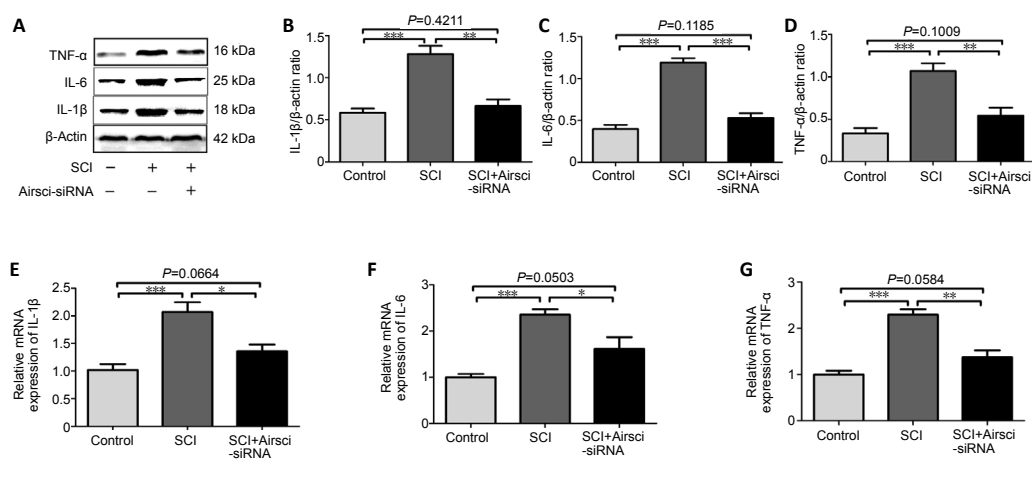 A
TNF-α
16 kDa
IL-6
25 kDa
IL-1β
18 kDa
β-Actin
42 kDa
SCI – + +
Airsci-siRNA – – +
B
P=0.4211
*** **
IL-1β/β-actin ratio
1.5
1.0
0.5
0
Control SCI SCI+Airsci
-siRNA
C
P=0.1185
*** ***
IL-6/β-actin ratio
1.5
1.0
0.5
0
Control SCI SCI+Airsci
-siRNA
D
P=0.1009
*** **
TNF-α/β-actin ratio
1.5
1.0
0.5
0
Control SCI SCI+Airsci
-siRNA
E
P=0.0664
*** *
Relative mRNA
expression of IL-1β
2.5
2.0
1.5
1.0
0.5
0
Control SCI SCI+Airsci
-siRNA
F
P=0.0503
*** *
Relative mRNA
expression of IL-6
3
2
1
0
Control SCI SCI+Airsci
-siRNA
G
P=0.0584
*** **
Relative mRNA
expression of TNF-α
3
2
1
0
Control SCI SCI+Airsci
-siRNA